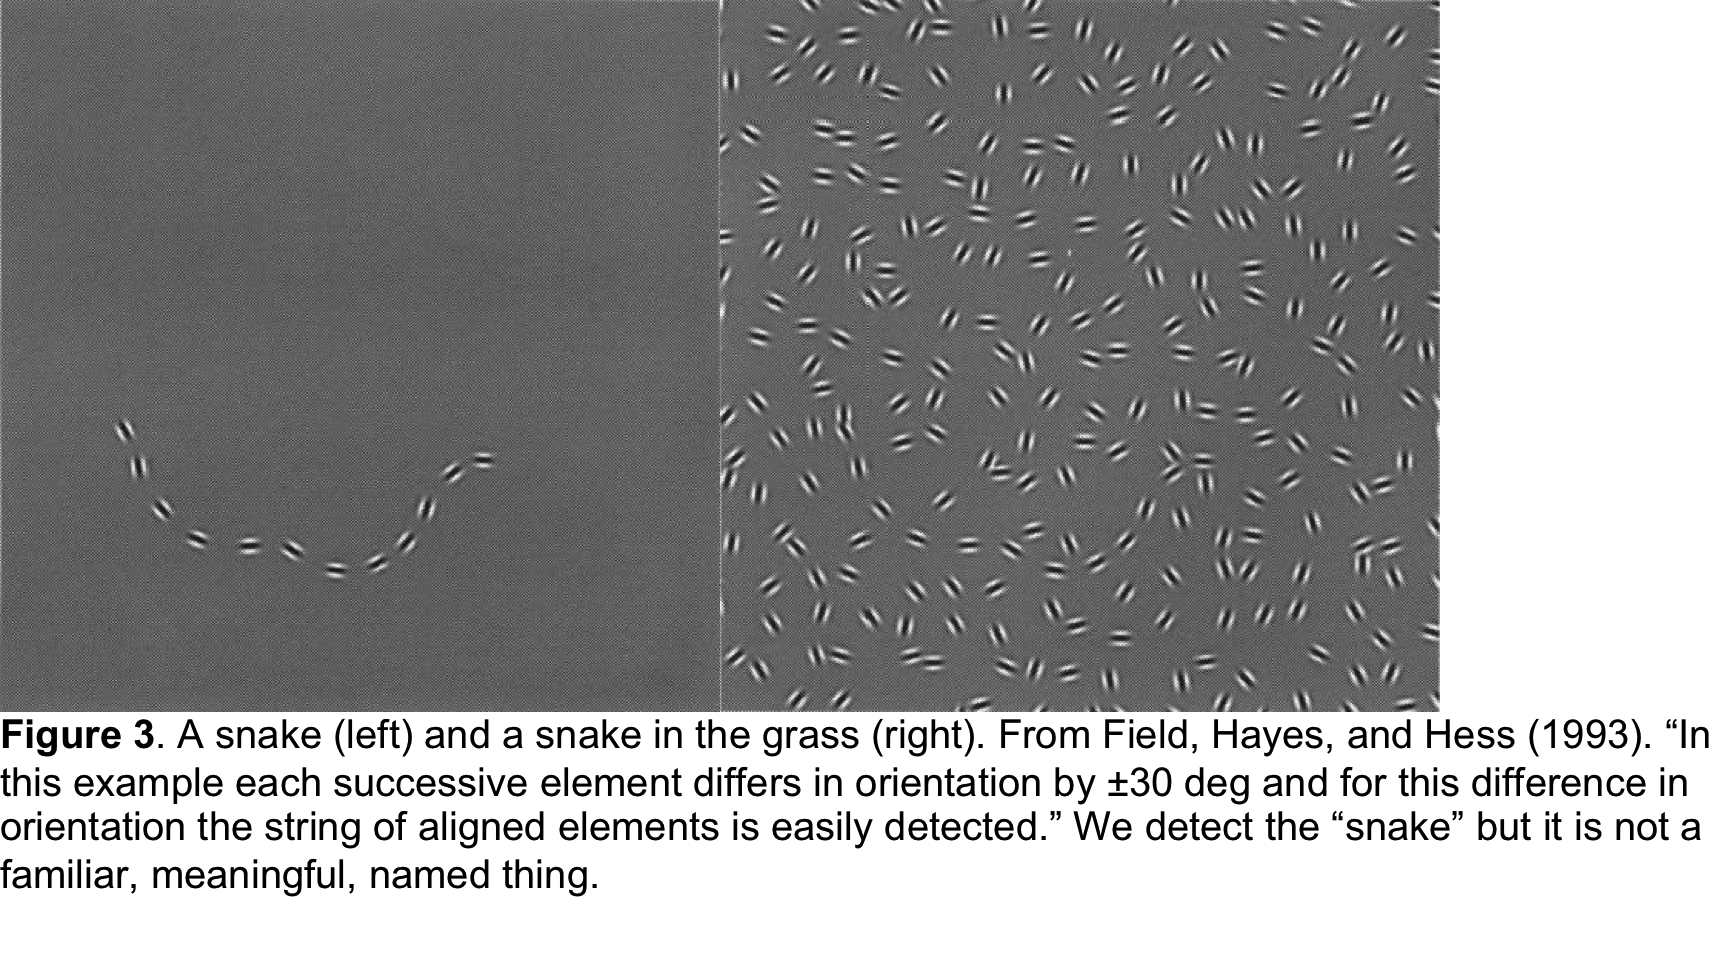 Figure 3. A snake (left) and a snake in the grass (right). From Field, Hayes, and Hess (1993). “In
this example each successive element differs in orientation by ±30 deg and for this difference in
orientation the string of aligned elements is easily detected.” We detect the “snake” but it is not a
familiar, meaningful, named thing.